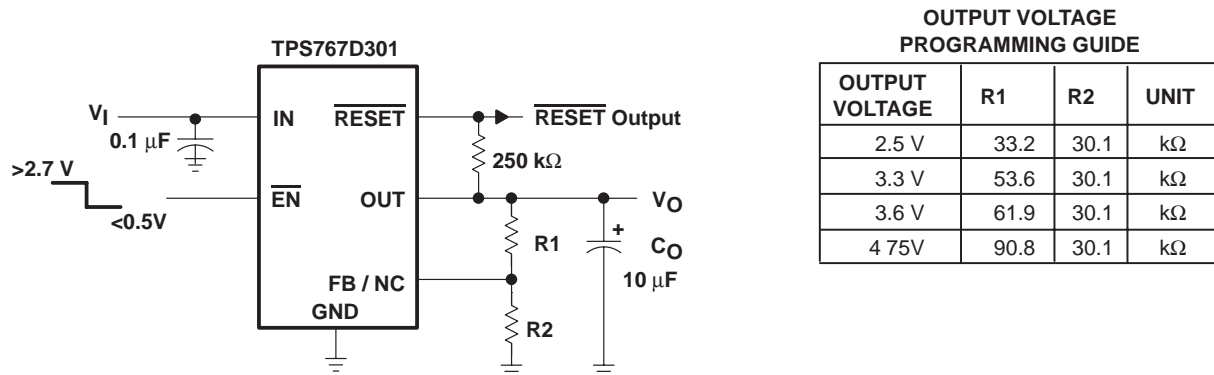 TPS767D301
VI
0.1 μF
>2.7 V
<0.5V
IN
RESET
EN
OUT
FB / NC
GND
RESET Output
250 kΩ
VO
R1
+
CO
10 μF
R2
OUTPUT VOLTAGE
PROGRAMMING GUIDE
OUTPUT VOLTAGE R1 R2 UNIT
2.5 V 33.2 30.1 kΩ
3.3 V 53.6 30.1 kΩ
3.6 V 61.9 30.1 kΩ
4 75V 90.8 30.1 kΩ